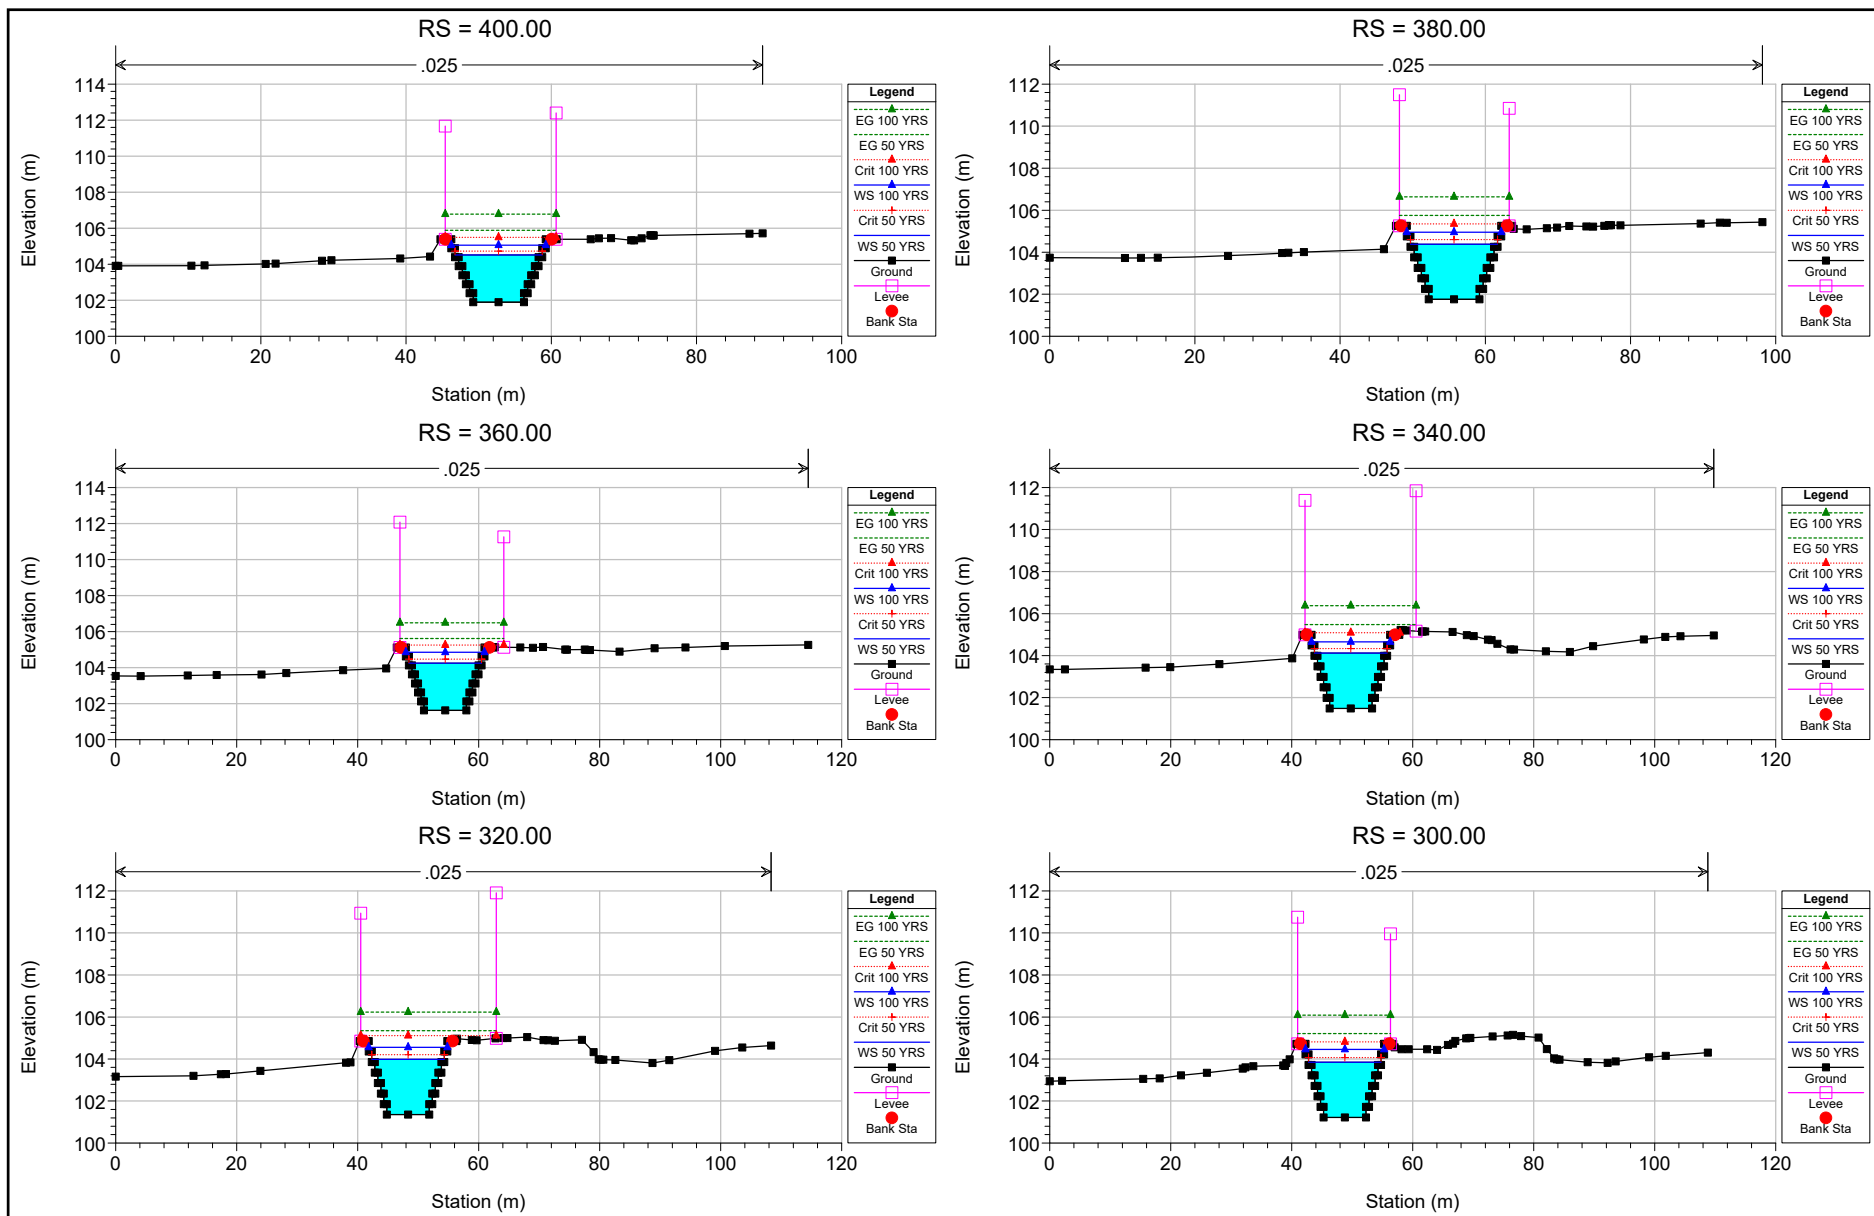 RS = 400.00
.025
Elevation (m)
114
112
110
108
106
104
102
100
0
20
40
60
80
100
Station (m)
Legend
EG 100 YRS
EG 50 YRS
Crit 100 YRS
WS 100 YRS
Crit 50 YRS
WS 50 YRS
Ground
Levee
Bank Sta
RS = 380.00
.025
Elevation (m)
112
110
108
106
104
102
100
0
20
40
60
80
100
Station (m)
Legend
EG 100 YRS
EG 50 YRS
Crit 100 YRS
WS 100 YRS
Crit 50 YRS
WS 50 YRS
Ground
Levee
Bank Sta
RS = 360.00
.025
Elevation (m)
114
112
110
108
106
104
102
100
0
20
40
60
80
100
120
Station (m)
Legend
EG 100 YRS
EG 50 YRS
Crit 100 YRS
WS 100 YRS
Crit 50 YRS
WS 50 YRS
Ground
Levee
Bank Sta
RS = 340.00
.025
Elevation (m)
112
110
108
106
104
102
100
0
20
40
60
80
100
120
Station (m)
Legend
EG 100 YRS
EG 50 YRS
Crit 100 YRS
WS 100 YRS
Crit 50 YRS
WS 50 YRS
Ground
Levee
Bank Sta
RS = 320.00
.025
Elevation (m)
112
110
108
106
104
102
100
0
20
40
60
80
100
120
Station (m)
Legend
EG 100 YRS
EG 50 YRS
Crit 100 YRS
WS 100 YRS
Crit 50 YRS
WS 50 YRS
Ground
Levee
Bank Sta
RS = 300.00
.025
Elevation (m)
112
110
108
106
104
102
100
0
20
40
60
80
100
120
Station (m)
Legend
EG 100 YRS
EG 50 YRS
Crit 100 YRS
WS 100 YRS
Crit 50 YRS
WS 50 YRS
Ground
Levee
Bank Sta